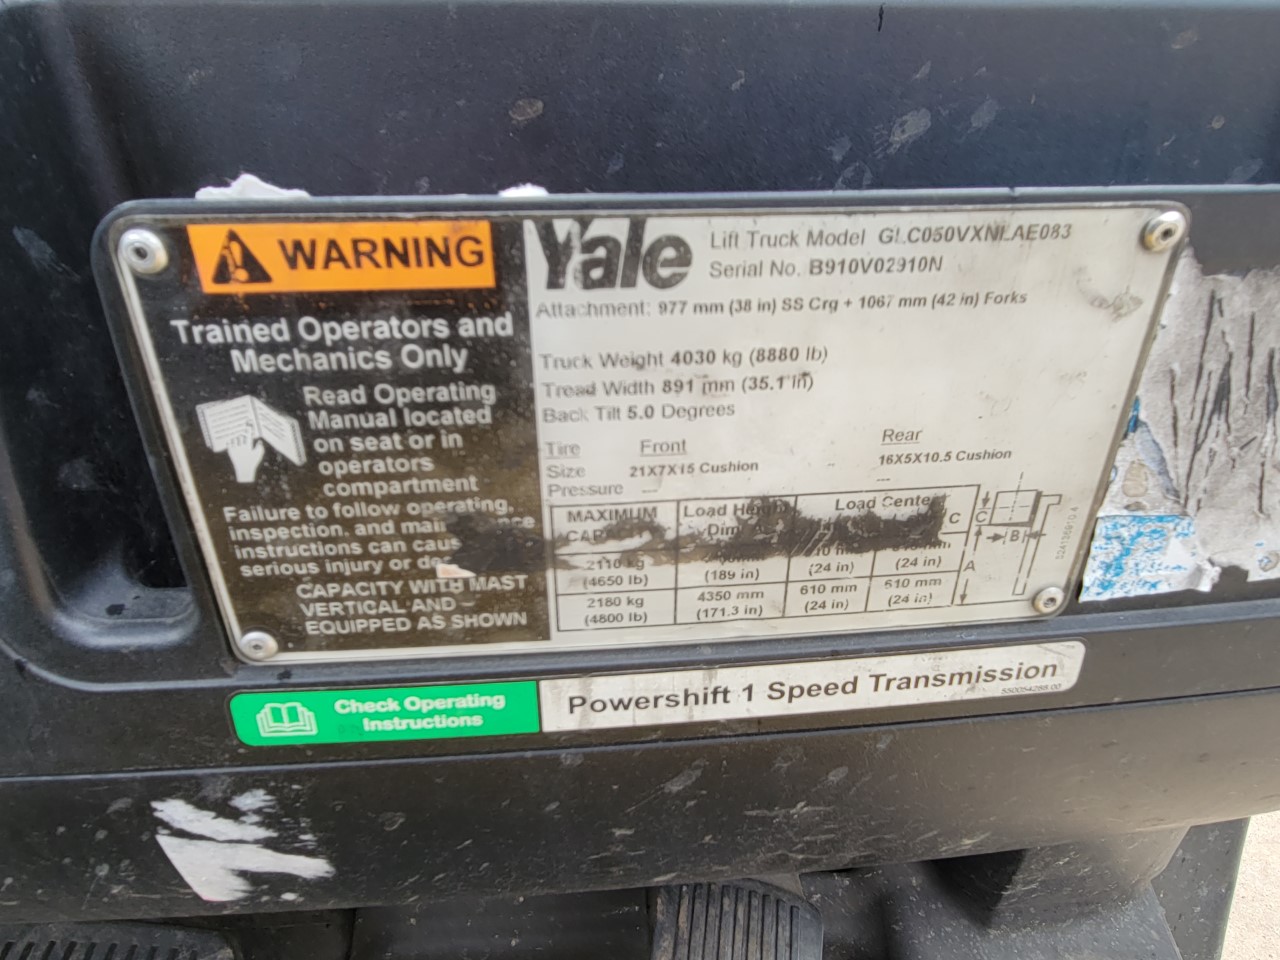 WARNING
Trained Operators and
Mechanics Only
Read Operating
Manual located
on seat or in
operators
compartment
Failure to follow operating,
inspection, and
instructions can
serious injury or
CAPACITY WITH MAST
VERTICAL AND
EQUIPPED AS SHOWN
Yale
Lift Truck Model GLC050VXNLAE083
Serial No. B910V02910N
Attachment: 977 mm (38 in) SS Crg + 1067 mm (42 in) Forks
Truck Weight 4030 kg (8880 lb)
Tread Width 891 mm (35.1 in)
Back Tilt 5.0 Degrees
Tire Front Rear
Size 21X7X15 Cushion 16X5X10.5 Cushion
Pressure --- ---
MAXIMUM Load Load Center
C
2110 kg
(4650 lb) (189 in) (24 in) (24 in)
2180 kg 4350 mm 610 mm 610 mm
(4800 lb) (171.3 in) (24 in) (24 in)
C
B
A
Check Operating
Instructions
Powershift 1 Speed Transmission